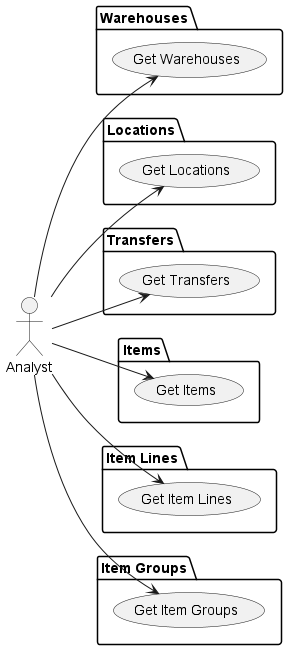 Warehouses
Get Warehouses
Locations
Get Locations
Transfers
Get Transfers
Analyst
Items
Get Items
Item Lines
Get Item Lines
Item Groups
Get Item Groups